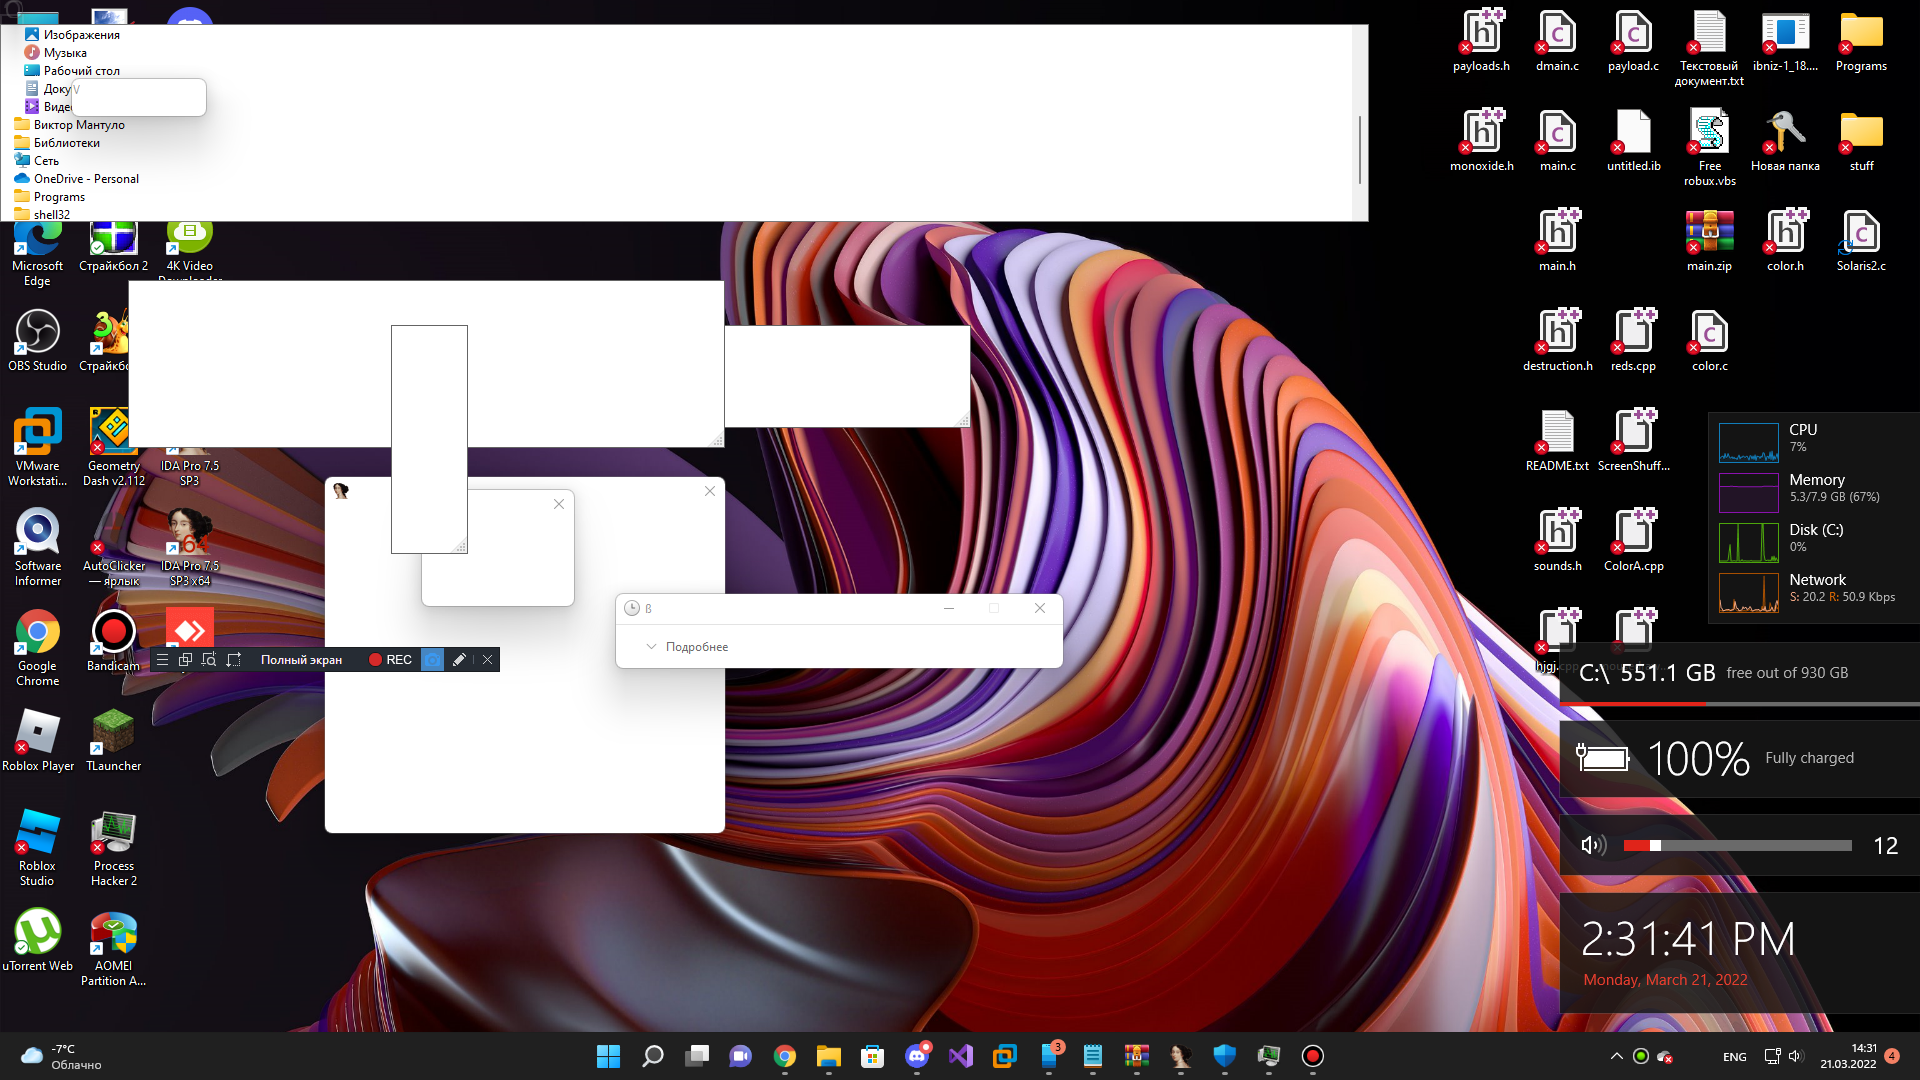 Изображения
Музыка
Рабочий стол
Доку
V
Виде
Виктор Мантуло
Библиотеки
Сеть
OneDrive - Personal
Programs
shell32
Microsoft Edge
Страйкбол 2
4K Video
OBS Studio
Страйкбо
VMware Workstati...
Geometry Dash v2.112
IDA Pro 7.5 SP3
Software Informer
AutoClicker — ярлык
IDA Pro 7.5 SP3 x64
Google Chrome
Bandicam
Roblox Player
TLauncher
Roblox Studio
Process Hacker 2
uTorrent Web
AOMEI Partition A...
Полный экран
REC
ß
Подробнее
payloads.h
dmain.c
payload.c
Текстовый документ.txt
ibniz-1_18....
Programs
monoxide.h
main.c
untitled.ib
Free robux.vbs
Новая папка
stuff
main.h
main.zip
color.h
Solaris2.c
destruction.h
reds.cpp
color.c
README.txt
ScreenShuff...
sounds.h
ColorA.cpp
hjgj.cpp
CPU
7%
Memory
5.3/7.9 GB (67%)
Disk (C:)
0%
Network
S: 20.2 R: 50.9 Kbps
C:\ 551.1 GB free out of 930 GB
100% Fully charged
12
2:31:41 PM
Monday, March 21, 2022
-7°C
Облачно
3
ENG
14:31
21.03.2022
4